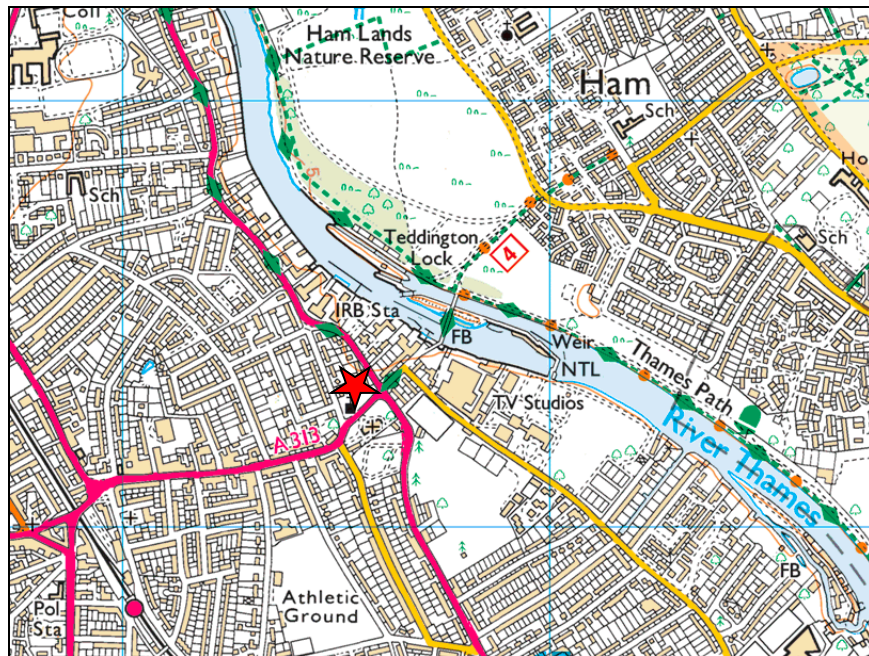 Coll
Ham Lands
Nature Reserve
Ham
Sch
Sch
5
Teddington
Lock
4
Sch
IRB Sta
FB
Weir
NTL
TV Studios
Thames Path
River Thames
A313
Athletic
Ground
Pol
Sta
FB